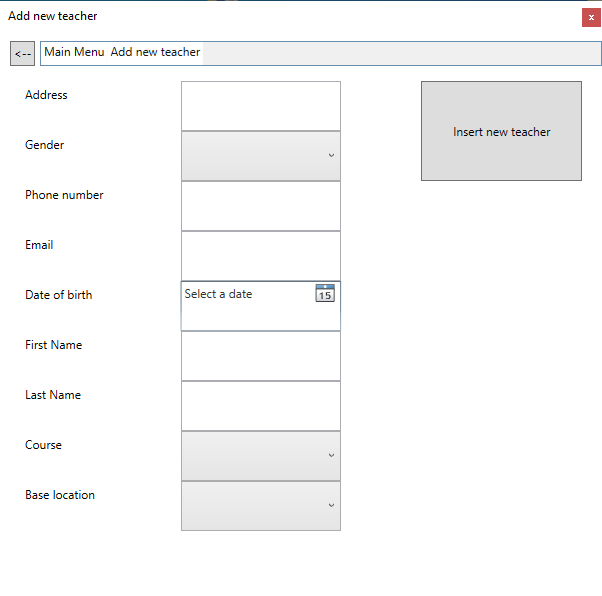 Add new teacher
x
<-- Main Menu Add new teacher
Address
Insert new teacher
Gender
Phone number
Email
Date of birth
Select a date
15
First Name
Last Name
Course
Base location